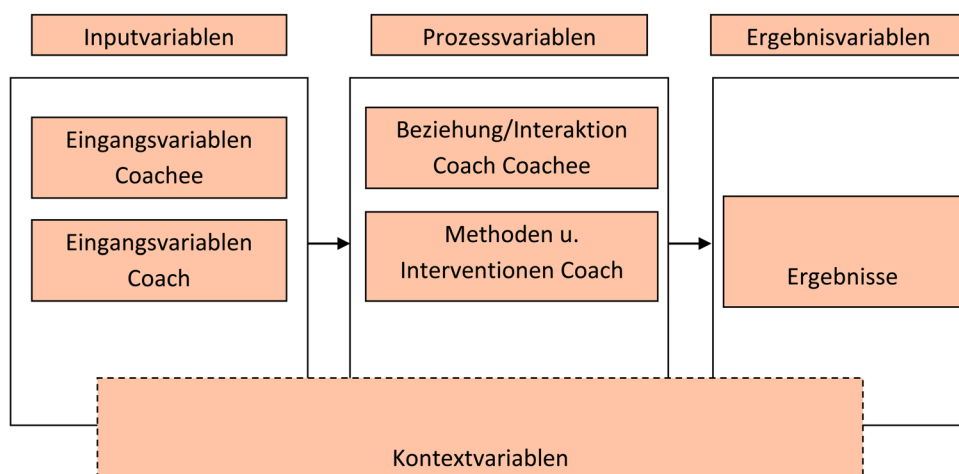 Inputvariablen
Prozessvariablen
Ergebnisvariablen
Eingangsvariablen
Coachee
Eingangsvariablen
Coach
Beziehung/Interaktion
Coach Coachee
Methoden u.
Interventionen Coach
Ergebnisse
Kontextvariablen